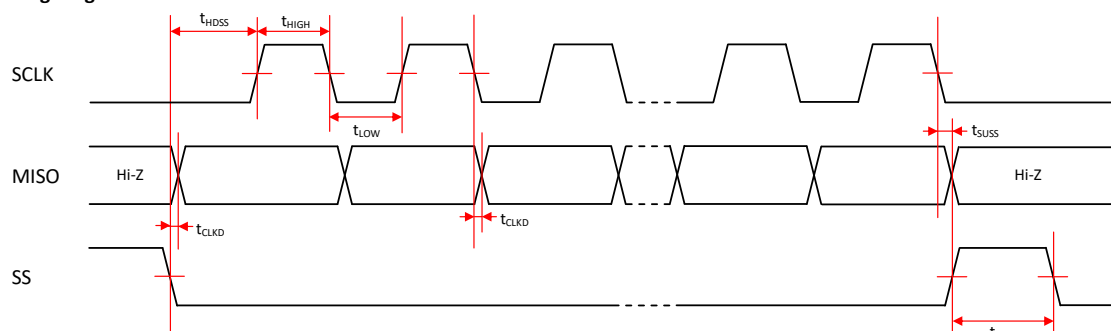 tHDSS
tHIGH
SCLK
tLOW
tSUSS
MISO
Hi-Z
Hi-Z
tCLKD
tCLKD
SS